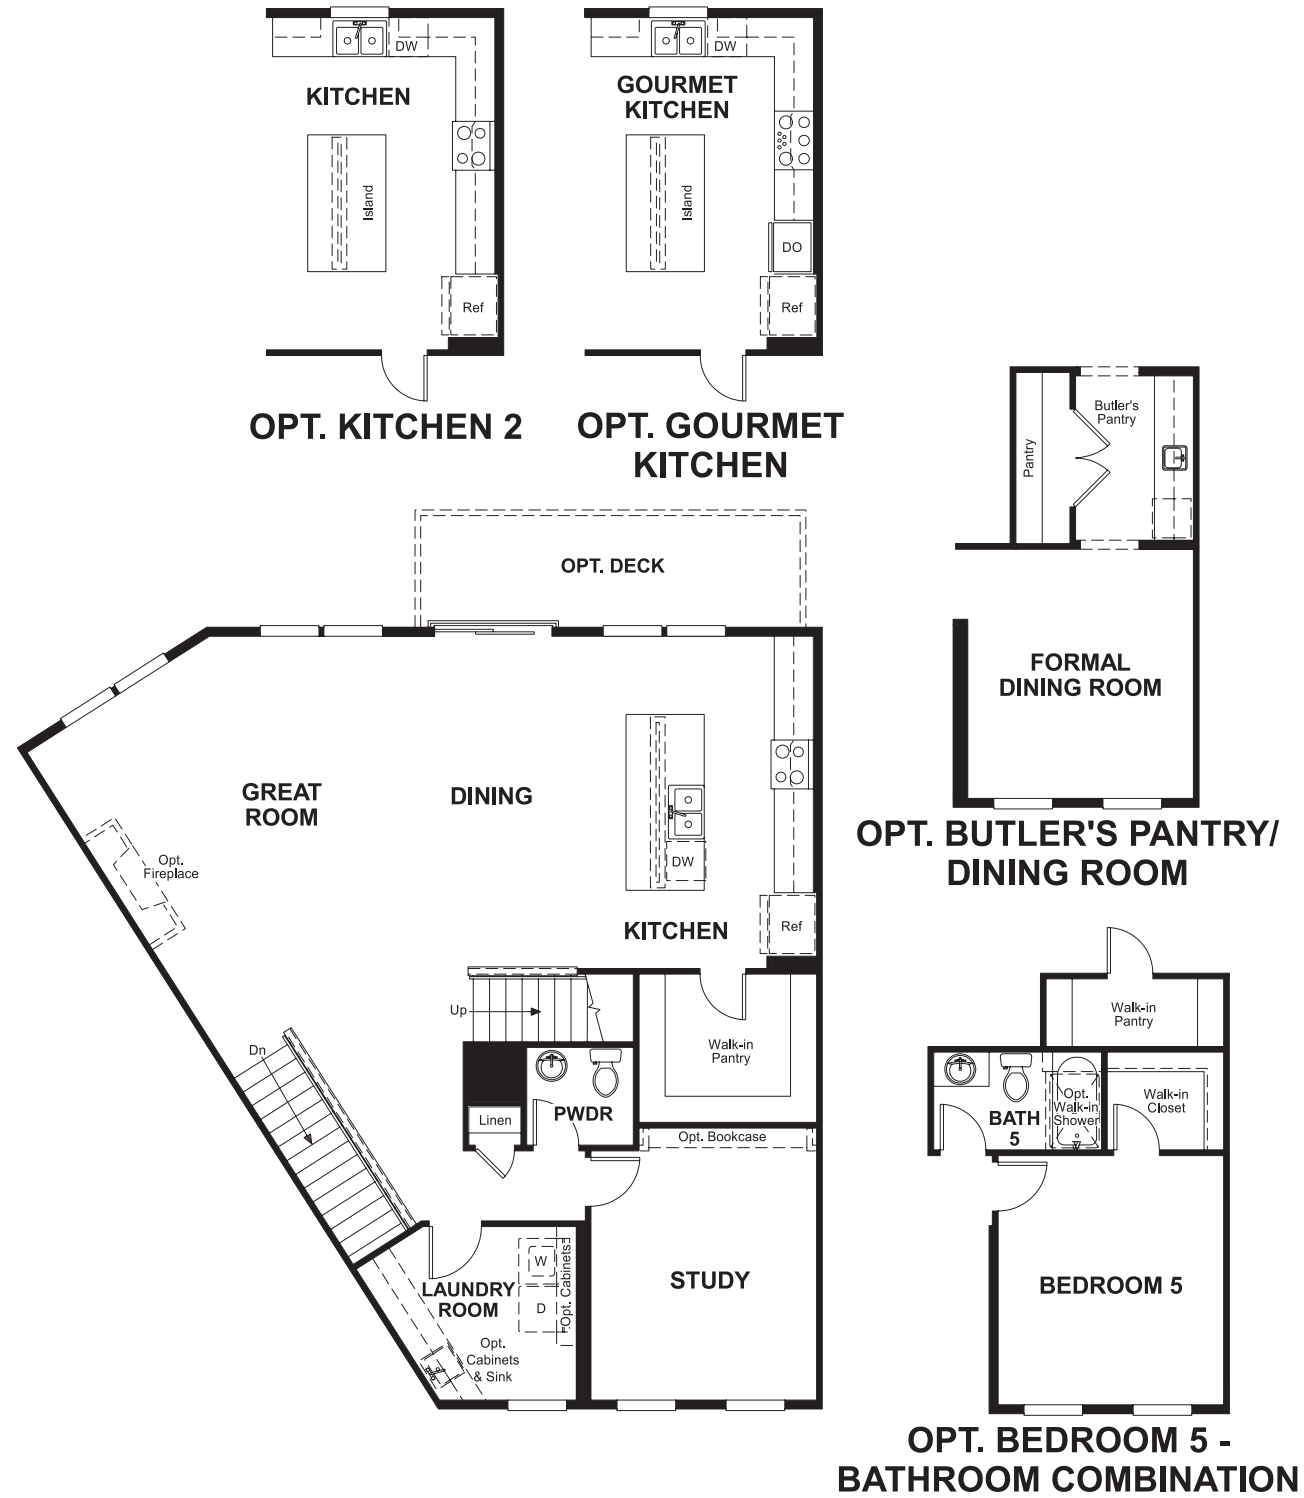 DW
KITCHEN
Island
Ref
OPT. KITCHEN 2
DW
GOURMET
KITCHEN
Island
DO
Ref
OPT. GOURMET
KITCHEN
Butler's
Pantry
Pantry
FORMAL
DINING ROOM
OPT. BUTLER'S PANTRY/
DINING ROOM
OPT. DECK
GREAT
ROOM
DINING
Opt.
Fireplace
DW
KITCHEN
Ref
Up
Walk-in
Pantry
Dn
Linen
PWDR
Opt. Bookcase
STUDY
W
D
Opt. Cabinets
LAUNDRY
ROOM
Opt.
Cabinets
& Sink
Walk-in
Pantry
BATH
5
Opt.
Walk-in
Shower
Walk-in
Closet
BEDROOM 5
OPT. BEDROOM 5 -
BATHROOM COMBINATION